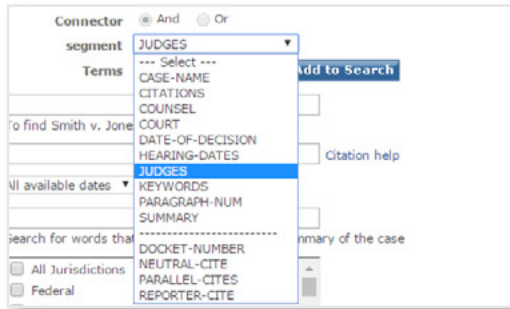 Connector And Or
segment JUDGES
Terms --- Select --- Add to Search
CASE-NAME
CITATIONS
COUNSEL
To find Smith v. Jone COURT
DATE-OF-DECISION
HEARING-DATES Citation help
JUDGES
All available dates KEYWORDS
PARAGRAPH-NUM
SUMMARY
------------------------
Search for words that DOCKET-NUMBER mmary of the case
All Jurisdictions NEUTRAL-CITE
Federal PARALLEL-CITES
REPORTER-CITE